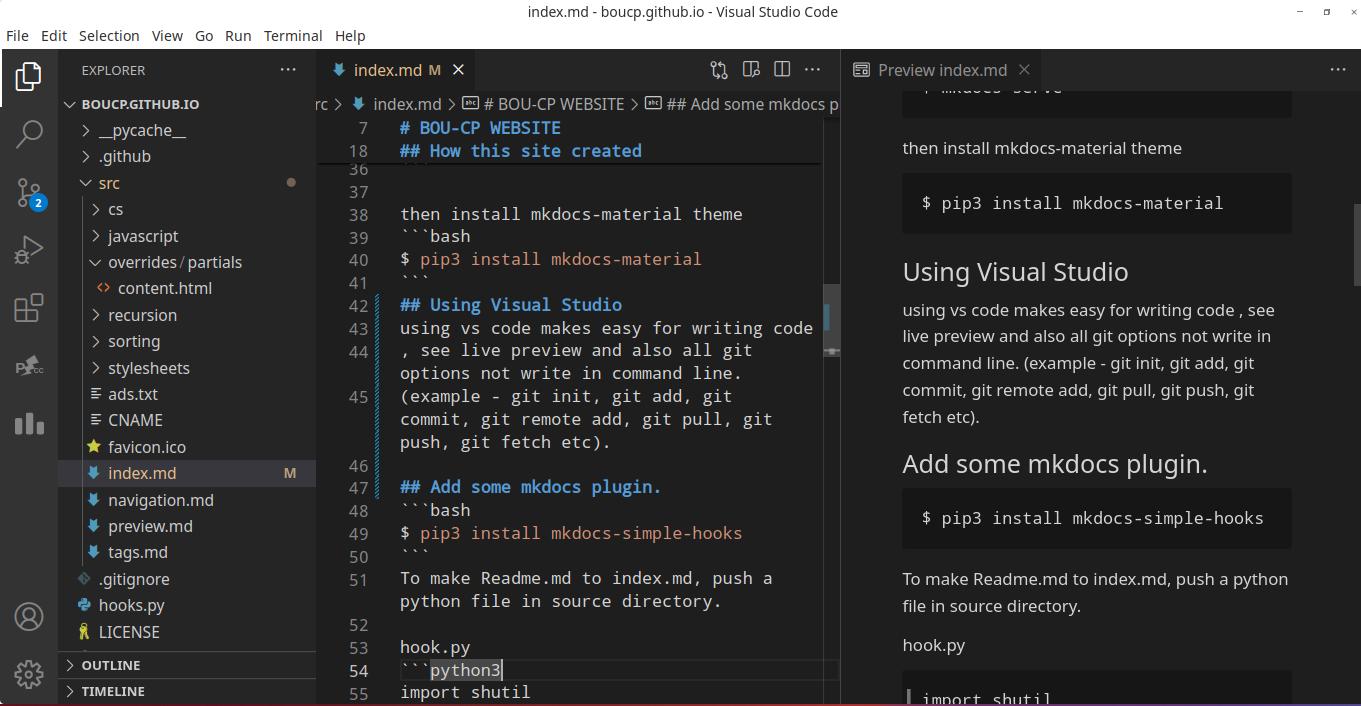 index.md - boucp.github.io - Visual Studio Code
File Edit Selection View Go Run Terminal Help
EXPLORER
BOUCP.GITHUB.IO
__pycache__
.github
src
cs
javascript
overrides / partials
content.html
recursion
sorting
stylesheets
ads.txt
CNAME
favicon.ico
index.md M
navigation.md
preview.md
tags.md
.gitignore
hooks.py
LICENSE
OUTLINE
TIMELINE
2
index.md M
rc > index.md > # BOU-CP WEBSITE > ## Add some mkdocs p
7 # BOU-CP WEBSITE
18 ## How this site created
36
37
38 then install mkdocs-material theme
39 ```bash
40 $ pip3 install mkdocs-material
41 ```
42 ## Using Visual Studio
43 using vs code makes easy for writing code
44 , see live preview and also all git
options not write in command line.
45 (example - git init, git add, git
commit, git remote add, git pull, git
push, git fetch etc).
46
47 ## Add some mkdocs plugin.
48 ```bash
49 $ pip3 install mkdocs-simple-hooks
50 ```
51 To make Readme.md to index.md, push a
python file in source directory.
52
53 hook.py
54 ```python3
55 import shutil
Preview index.md
$ mkdocs serve
then install mkdocs-material theme
$ pip3 install mkdocs-material
Using Visual Studio
using vs code makes easy for writing code , see
live preview and also all git options not write in
command line. (example - git init, git add, git
commit, git remote add, git pull, git push, git
fetch etc).
Add some mkdocs plugin.
$ pip3 install mkdocs-simple-hooks
To make Readme.md to index.md, push a python
file in source directory.
hook.py
import shutil